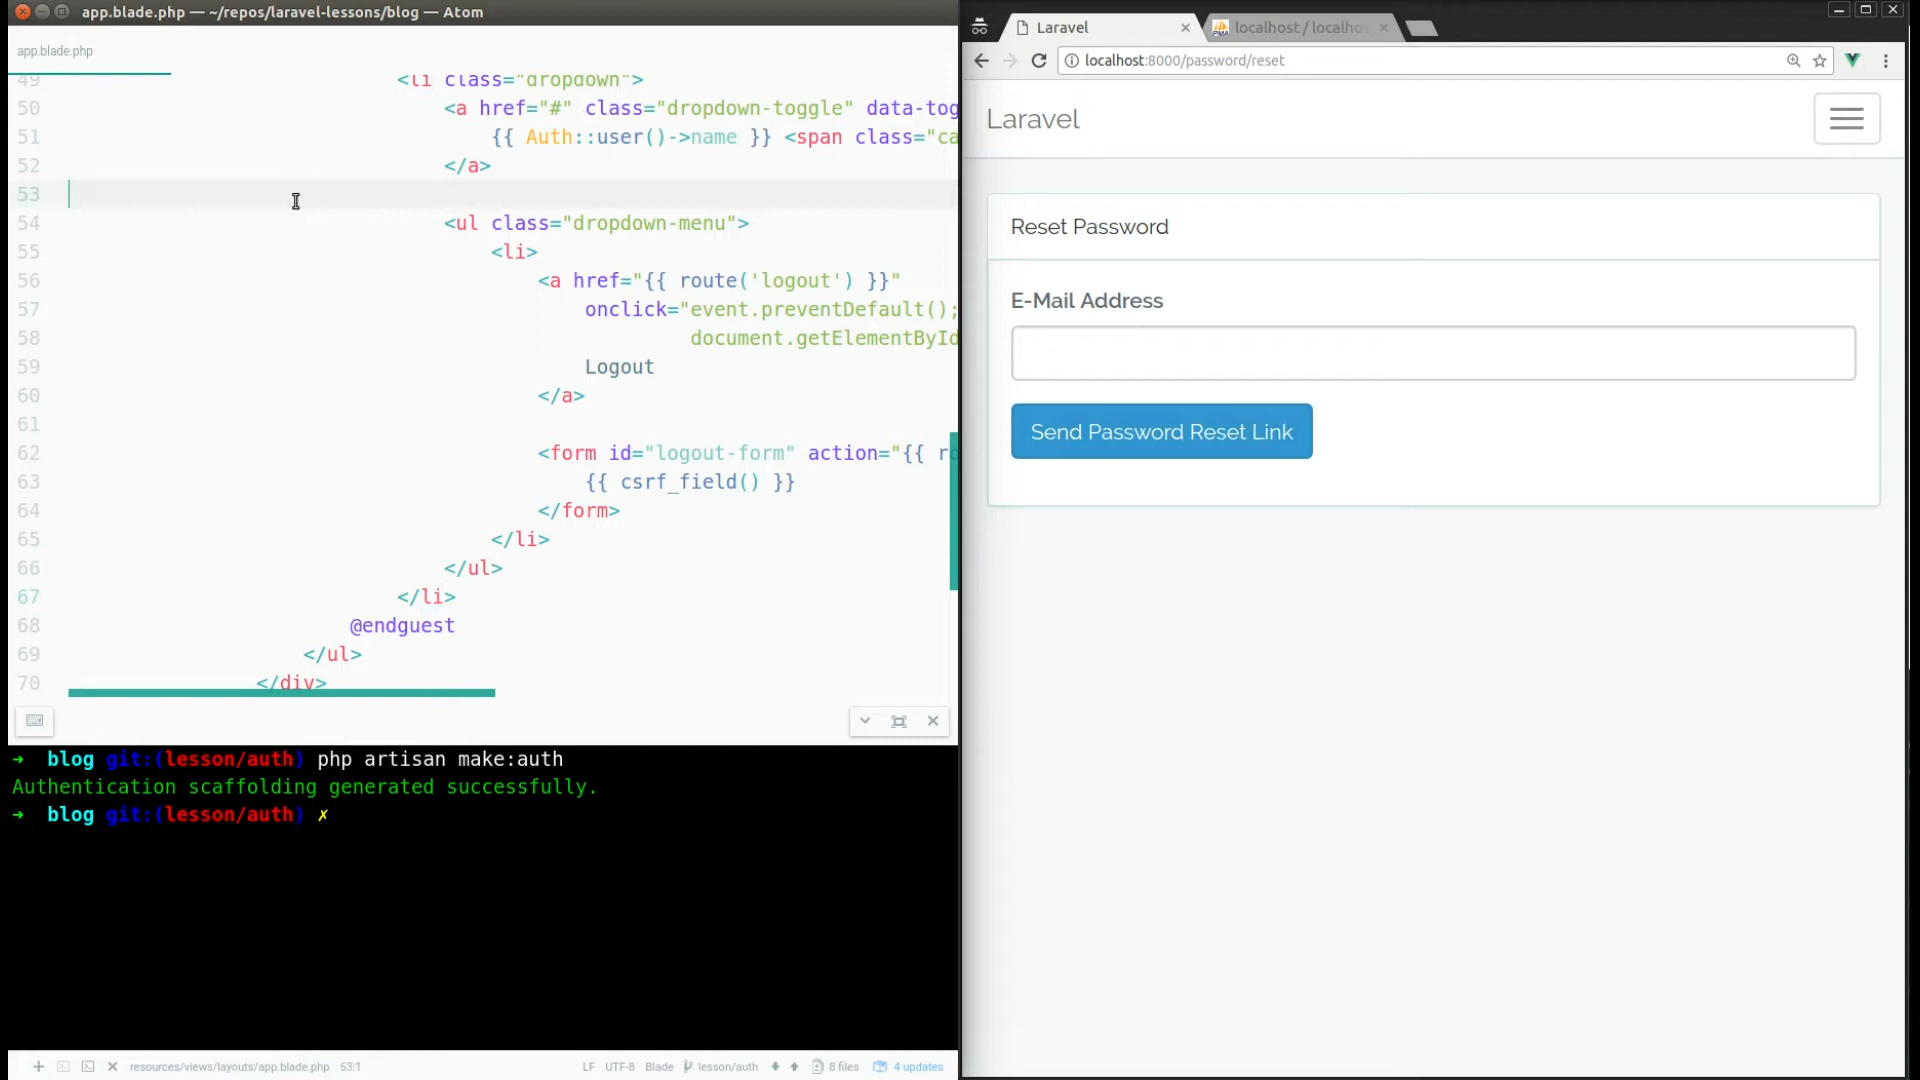 app.blade.php — ~/repos/laravel-lessons/blog — Atom
app.blade.php
49 <li class="dropdown">
50 <a href="#" class="dropdown-toggle" data-tog
51 {{ Auth::user()->name }} <span class="ca
52 </a>
53
54 <ul class="dropdown-menu">
55 <li>
56 <a href="{{ route('logout') }}"
57 onclick="event.preventDefault();
58 document.getElementById
59 Logout
60 </a>
61
62 <form id="logout-form" action="{{ ro
63 {{ csrf_field() }}
64 </form>
65 </li>
66 </ul>
67 </li>
68 @endguest
69 </ul>
70 </div>
➜ blog git:(lesson/auth) php artisan make:auth
Authentication scaffolding generated successfully.
➜ blog git:(lesson/auth) ✗
resources/views/layouts/app.blade.php 53:1 LF UTF-8 Blade lesson/auth 8 files 4 updates
Laravel
PMA
localhost / localhos
localhost:8000/password/reset
Laravel
Reset Password
E-Mail Address
Send Password Reset Link